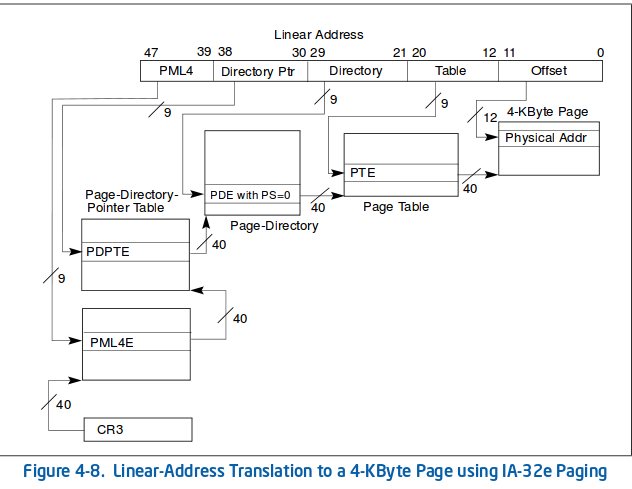 Linear Address
47 39 38 30 29 21 20 12 11 0
PML4 Directory Ptr Directory Table Offset
9
9
9
12
4-KByte Page
Physical Addr
PTE
40
Page Table
PDE with PS=0
40
Page-Directory
Page-Directory-
Pointer Table
PDPTE
40
9
PML4E
40
40
CR3
Figure 4-8. Linear-Address Translation to a 4-KByte Page using IA-32e Paging